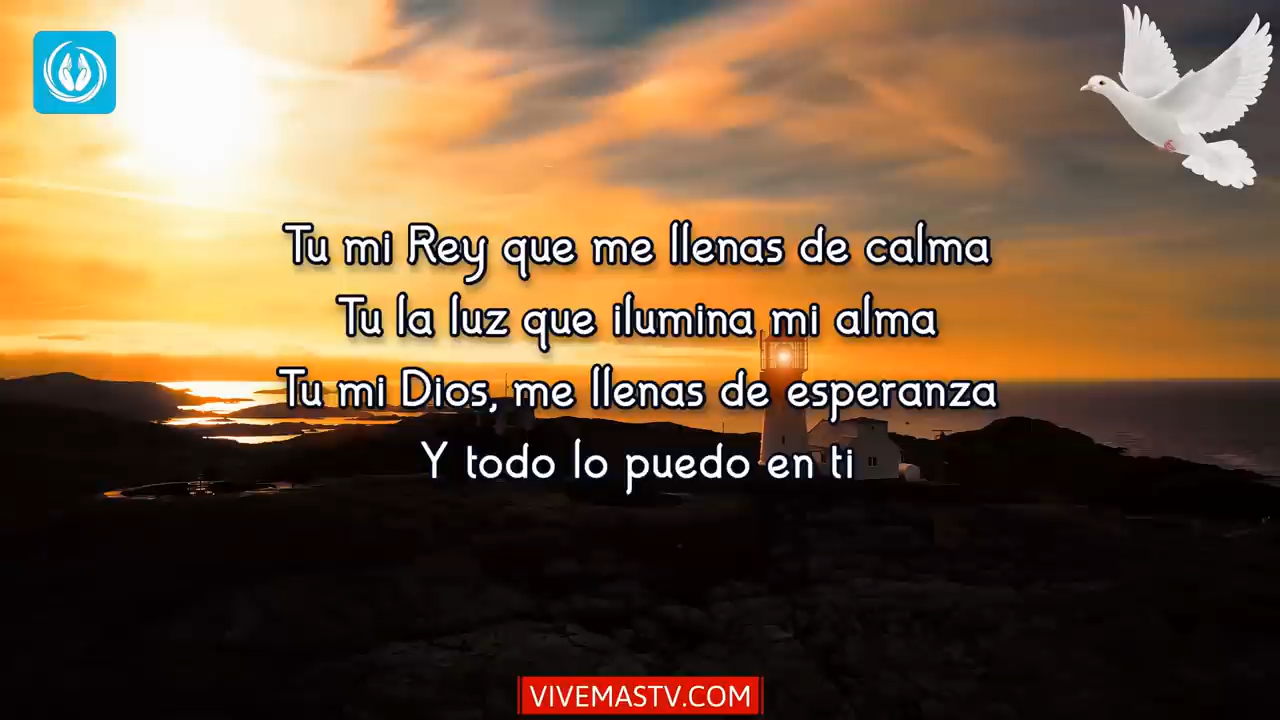 Tu mi Rey que me llenas de calma
Tu la luz que ilumina mi alma
Tu mi Dios, me llenas de esperanza
Y todo lo puedo en ti
VIVEMASTV.COM